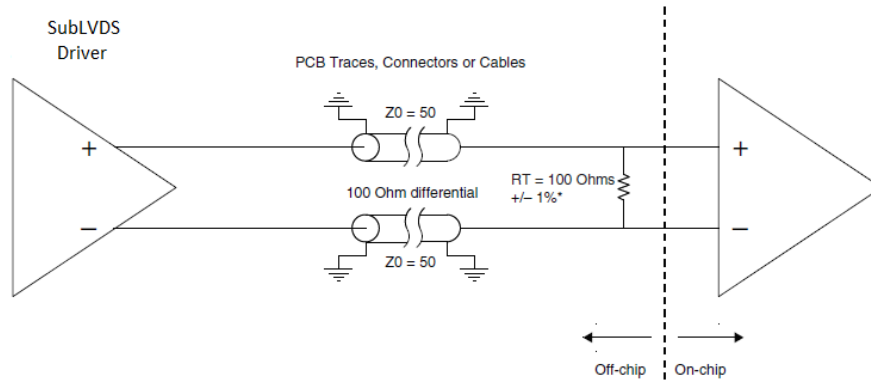 SubLVDS
Driver
PCB Traces, Connectors or Cables
Z0 = 50
+
+
100 Ohm differential
RT = 100 Ohms
+/– 1%*
–
–
Z0 = 50
Off-chip
On-chip